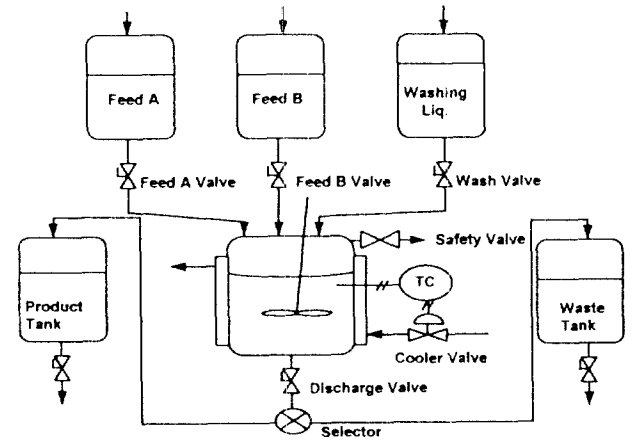 Feed A
Feed B
Washing
Liq.
Feed A Valve
Feed B Valve
Wash Valve
Safety Valve
TC
Product
Tank
Waste
Tank
Cooler Valve
Discharge Valve
Selector